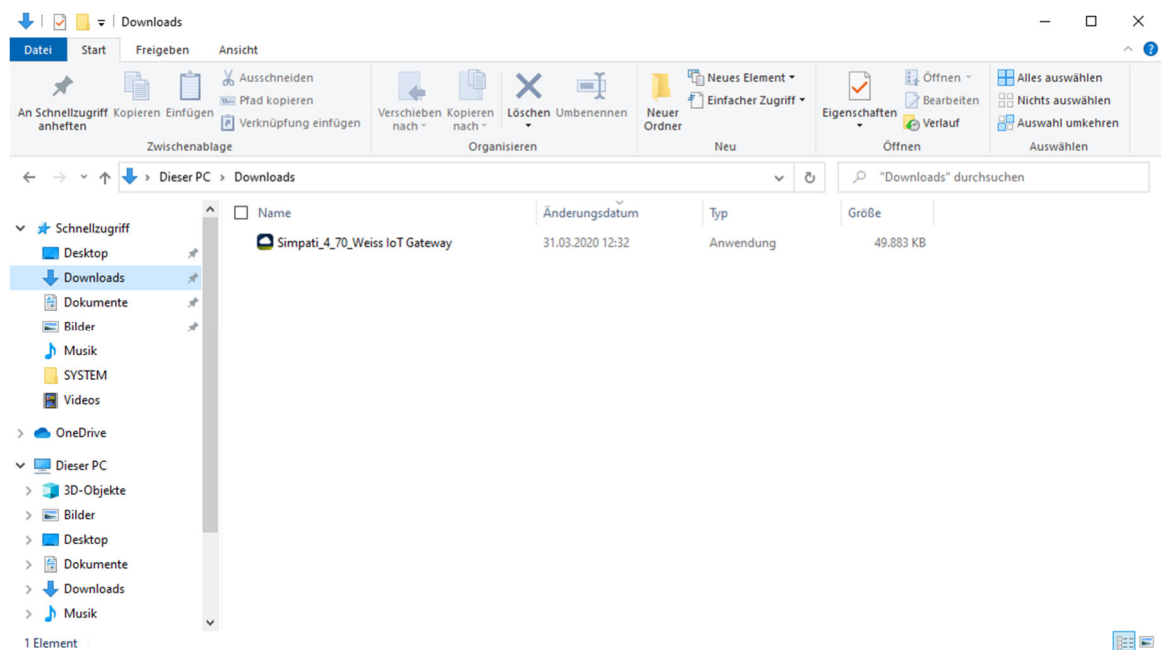 Downloads
Datei Start Freigeben Ansicht
An Schnellzugriff anheften
Kopieren
Einfügen
Ausschneiden
Pfad kopieren
Verknüpfung einfügen
Zwischenablage
Verschieben nach
Kopieren nach
Löschen
Umbenennen
Organisieren
Neuer Ordner
Neues Element
Einfacher Zugriff
Neu
Eigenschaften
Öffnen
Bearbeiten
Verlauf
Öffnen
Alles auswählen
Nichts auswählen
Auswahl umkehren
Auswählen
Dieser PC > Downloads
"Downloads" durchsuchen
Name Änderungsdatum Typ Größe
Simpati_4_70_Weiss IoT Gateway 31.03.2020 12:32 Anwendung 49.883 KB
Schnellzugriff
Desktop
Downloads
Dokumente
Bilder
Musik
SYSTEM
Videos
OneDrive
Dieser PC
3D-Objekte
Bilder
Desktop
Dokumente
Downloads
Musik
1 Element